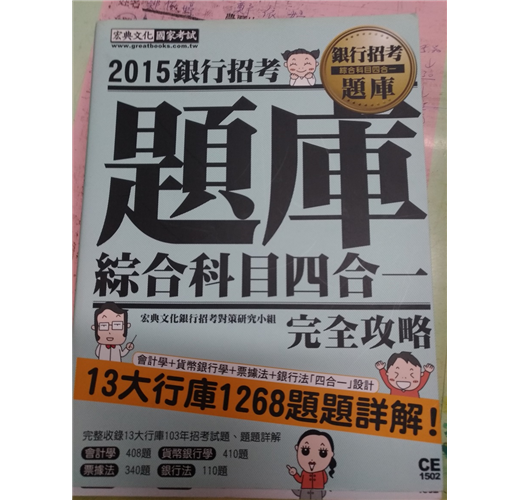 宏典文化 國家考試
www.greatbooks.com.tw
2015銀行招考
銀行招考
綜合科目四合一
題庫
題庫
綜合科目四合一
宏典文化銀行招考對策研究小組
完全攻略
會計學+貨幣銀行學+票據法+銀行法「四合一」設計
13大行庫1268題題詳解!
完整收錄13大行庫103年招考試題、題題詳解
會計學 408題 貨幣銀行學 410題
票據法 340題 銀行法 110題
CE
1502